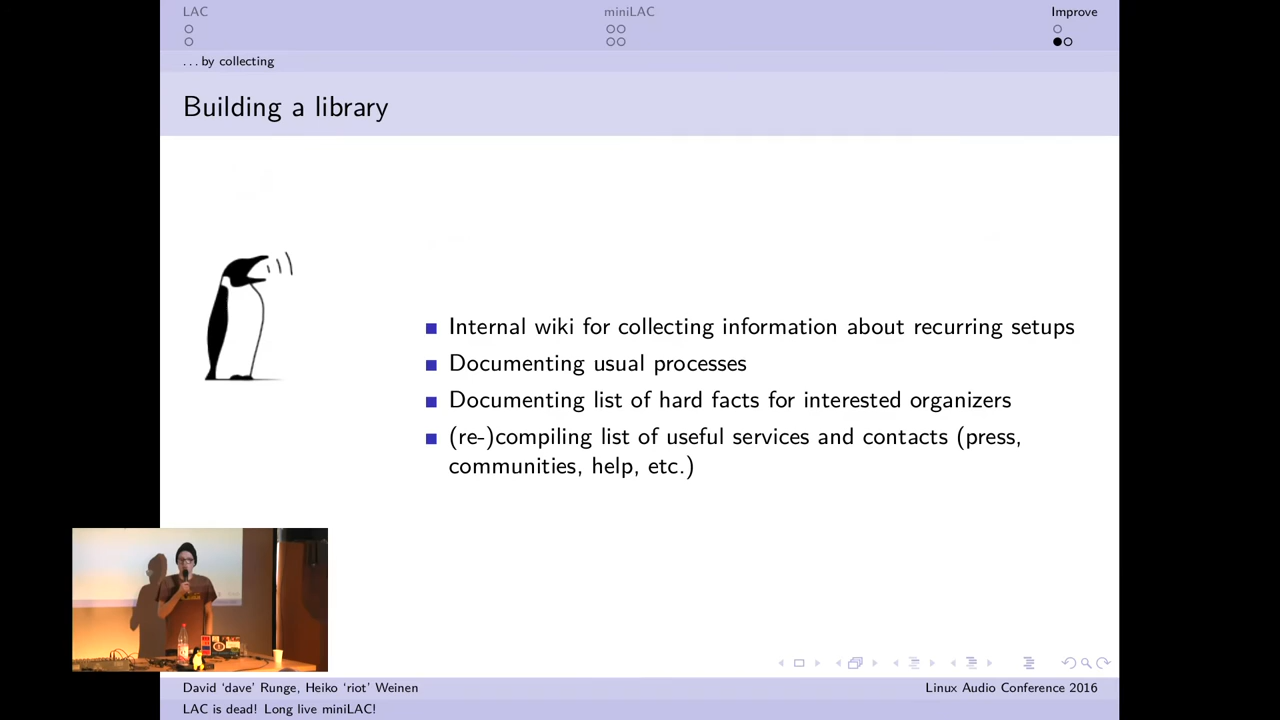 LAC
miniLAC
Improve
...by collecting
Building a library
Internal wiki for collecting information about recurring setups
Documenting usual processes
Documenting list of hard facts for interested organizers
(re-)compiling list of useful services and contacts (press,
communities, help, etc.)
David ‘dave’ Runge, Heiko ‘riot’ Weinen
Linux Audio Conference 2016
LAC is dead! Long live miniLAC!